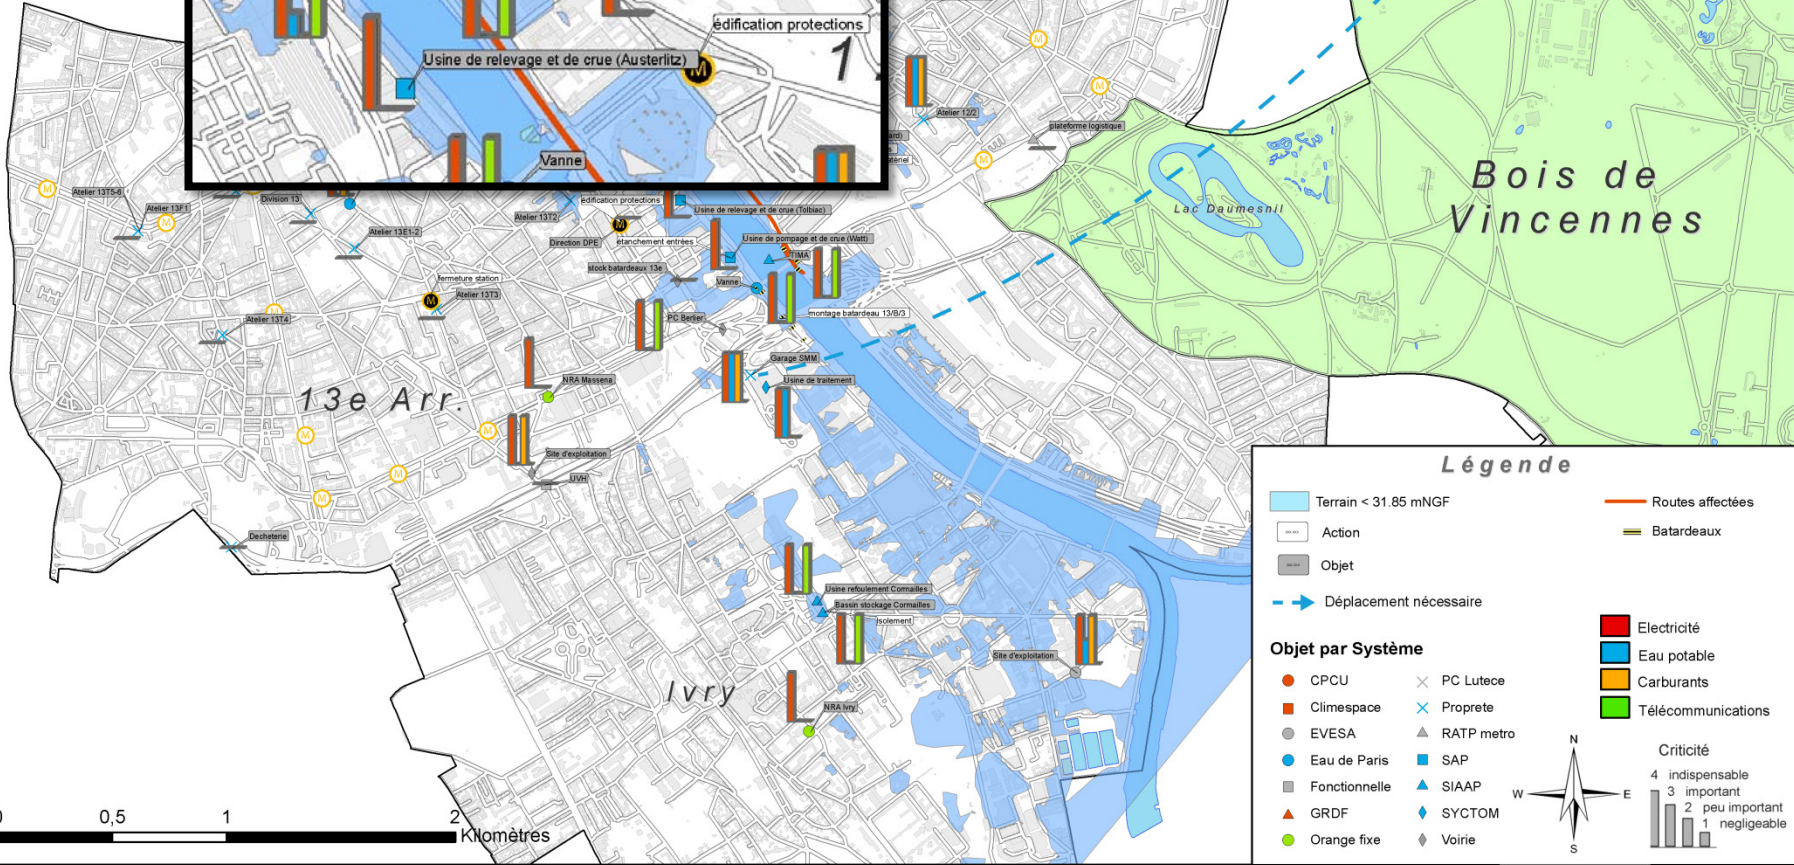 édification protections
1
Usine de relevage et de crue (Austerlitz)
M
Vanne
M
Atelier 12/2
M
plateforme logistique
M
Bois de
Vincennes
Lac Daumesnil
M
Atelier 13T5-6
Atelier 13F1
M
Division 13
Atelier 13E1-2
édification protections
Atelier 13T2
Usine de relevage et de crue (Tolbiac)
M
Direction DPE
étanchement entrées
Usine de pompage et de crue (Watt)
TIMA
stock batardeaux 13e
Vanne
fermeture station
M
Atelier 13T3
M
Atelier 13T4
PC Berlier
montage batardeau 13/B/3
Garage SMM
Usine de traitement
NRA Massena
13e Arr.
M
M
Site d'exploitation
UVH
M
M
Decheterie
Usine refoulement Cornailles
Bassin stockage Cornailles
Isolement
Site d'exploitation
Ivry
NRA Ivry
0 0,5 1 2 Kilomètres
Légende
Terrain < 31.85 mNGF
Routes affectées
Action
Batardeaux
Objet
Déplacement nécessaire
Objet par Système
CPCU
Climespace
EVESA
Eau de Paris
Fonctionnelle
GRDF
Orange fixe
PC Lutece
Proprete
RATP metro
SAP
SIAAP
SYCTOM
Voirie
Electricité
Eau potable
Carburants
Télécommunications
N
W E
S
Criticité
4 indispensable
3 important
2 peu important
1 negligeable